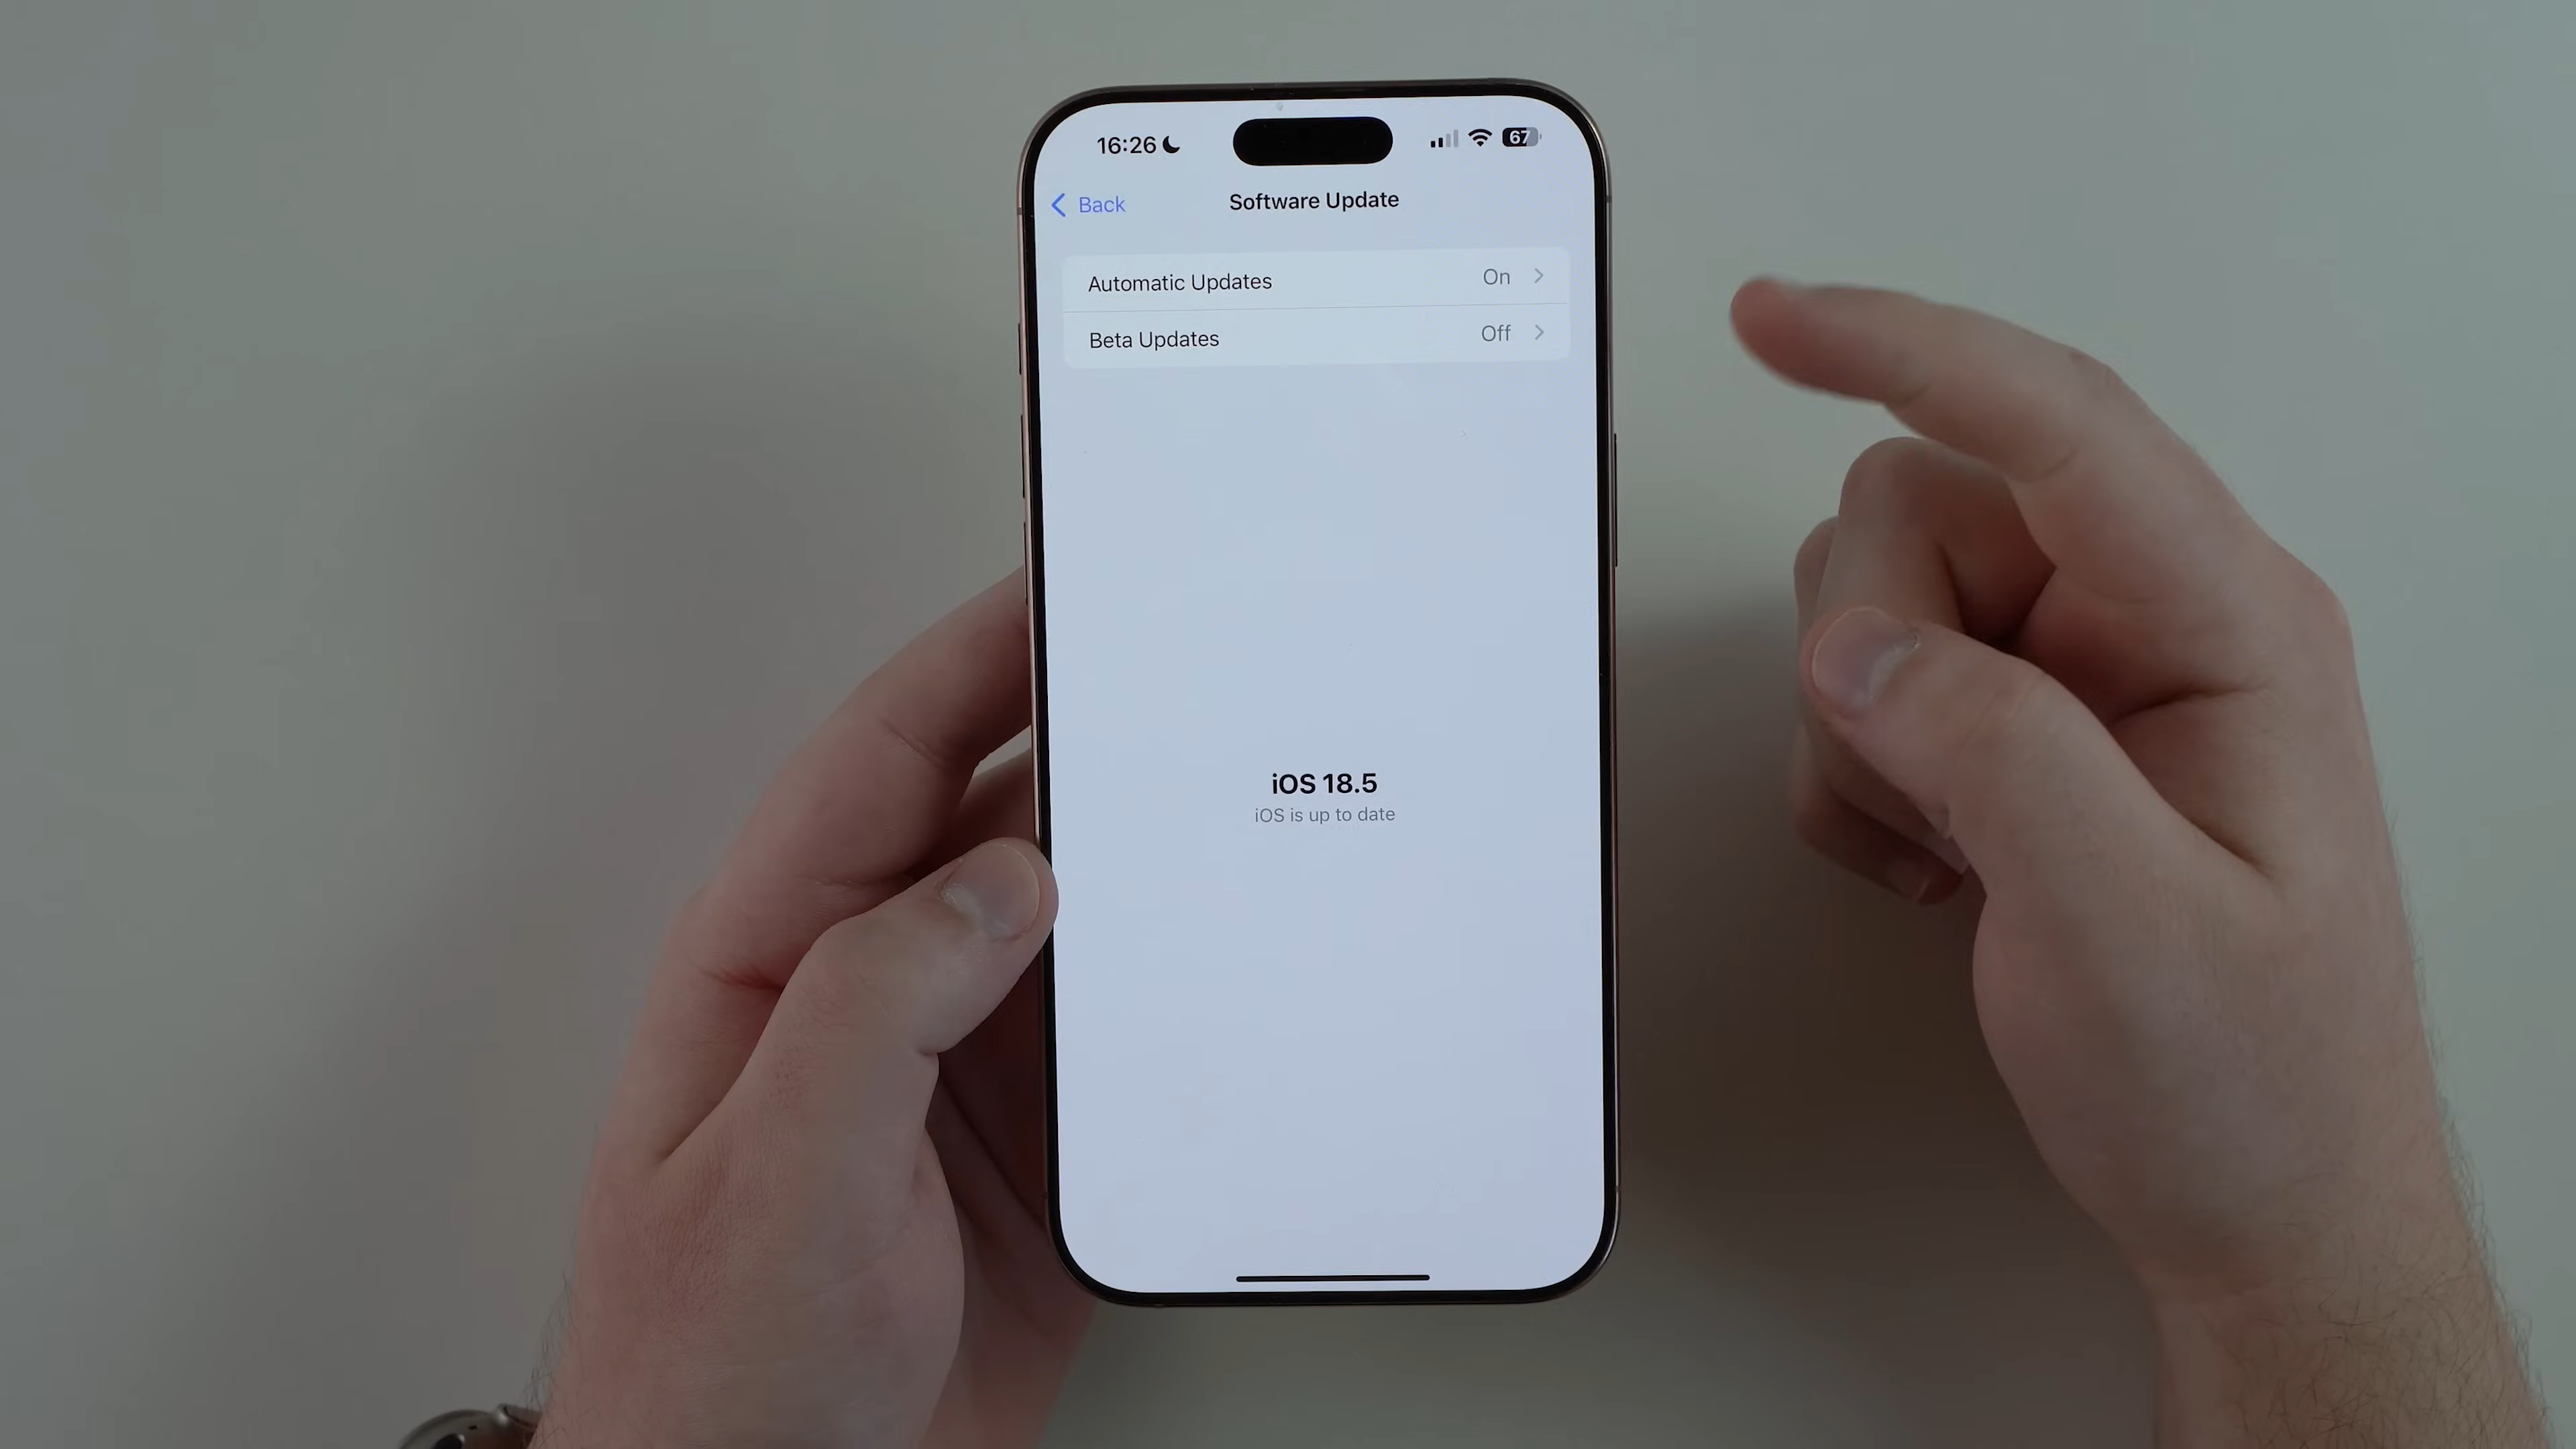 16:26
67
Back
Software Update
Automatic Updates On
Beta Updates Off
iOS 18.5
iOS is up to date